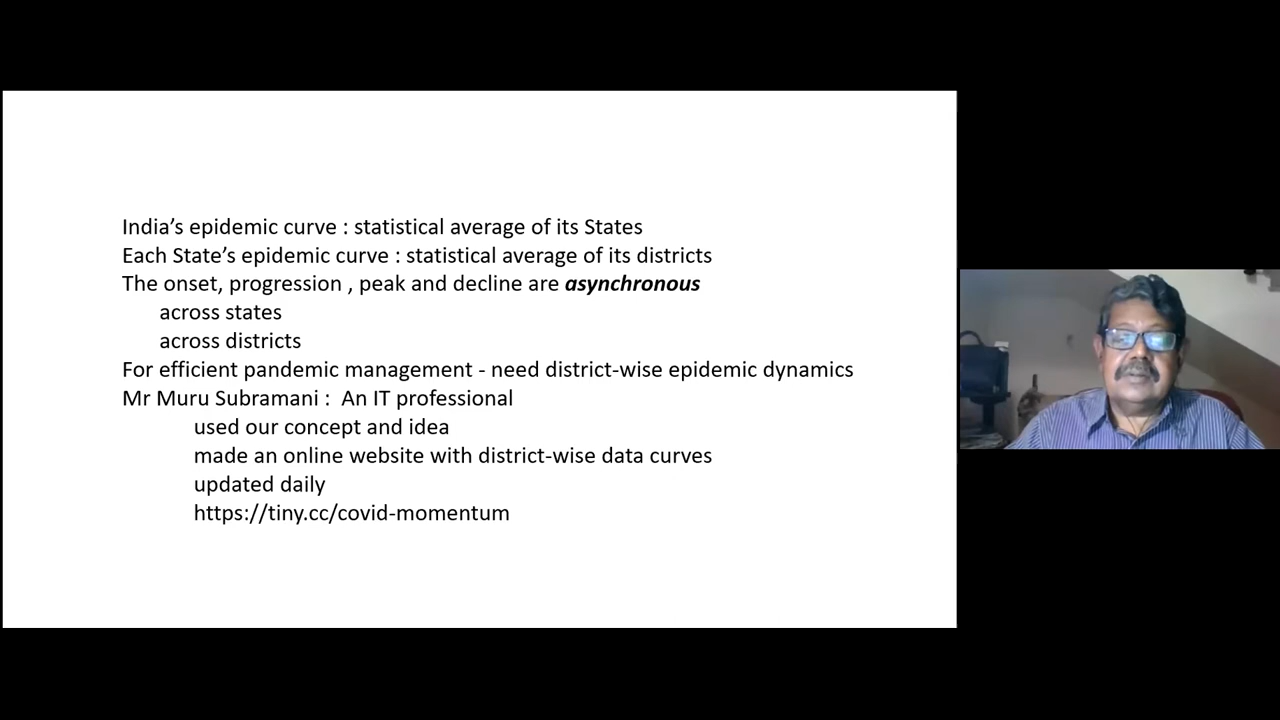 India’s epidemic curve : statistical average of its States
Each State’s epidemic curve : statistical average of its districts
The onset, progression , peak and decline are asynchronous
across states
across districts
For efficient pandemic management - need district-wise epidemic dynamics
Mr Muru Subramani :  An IT professional
used our concept and idea
made an online website with district-wise data curves
updated daily
https://tiny.cc/covid-momentum